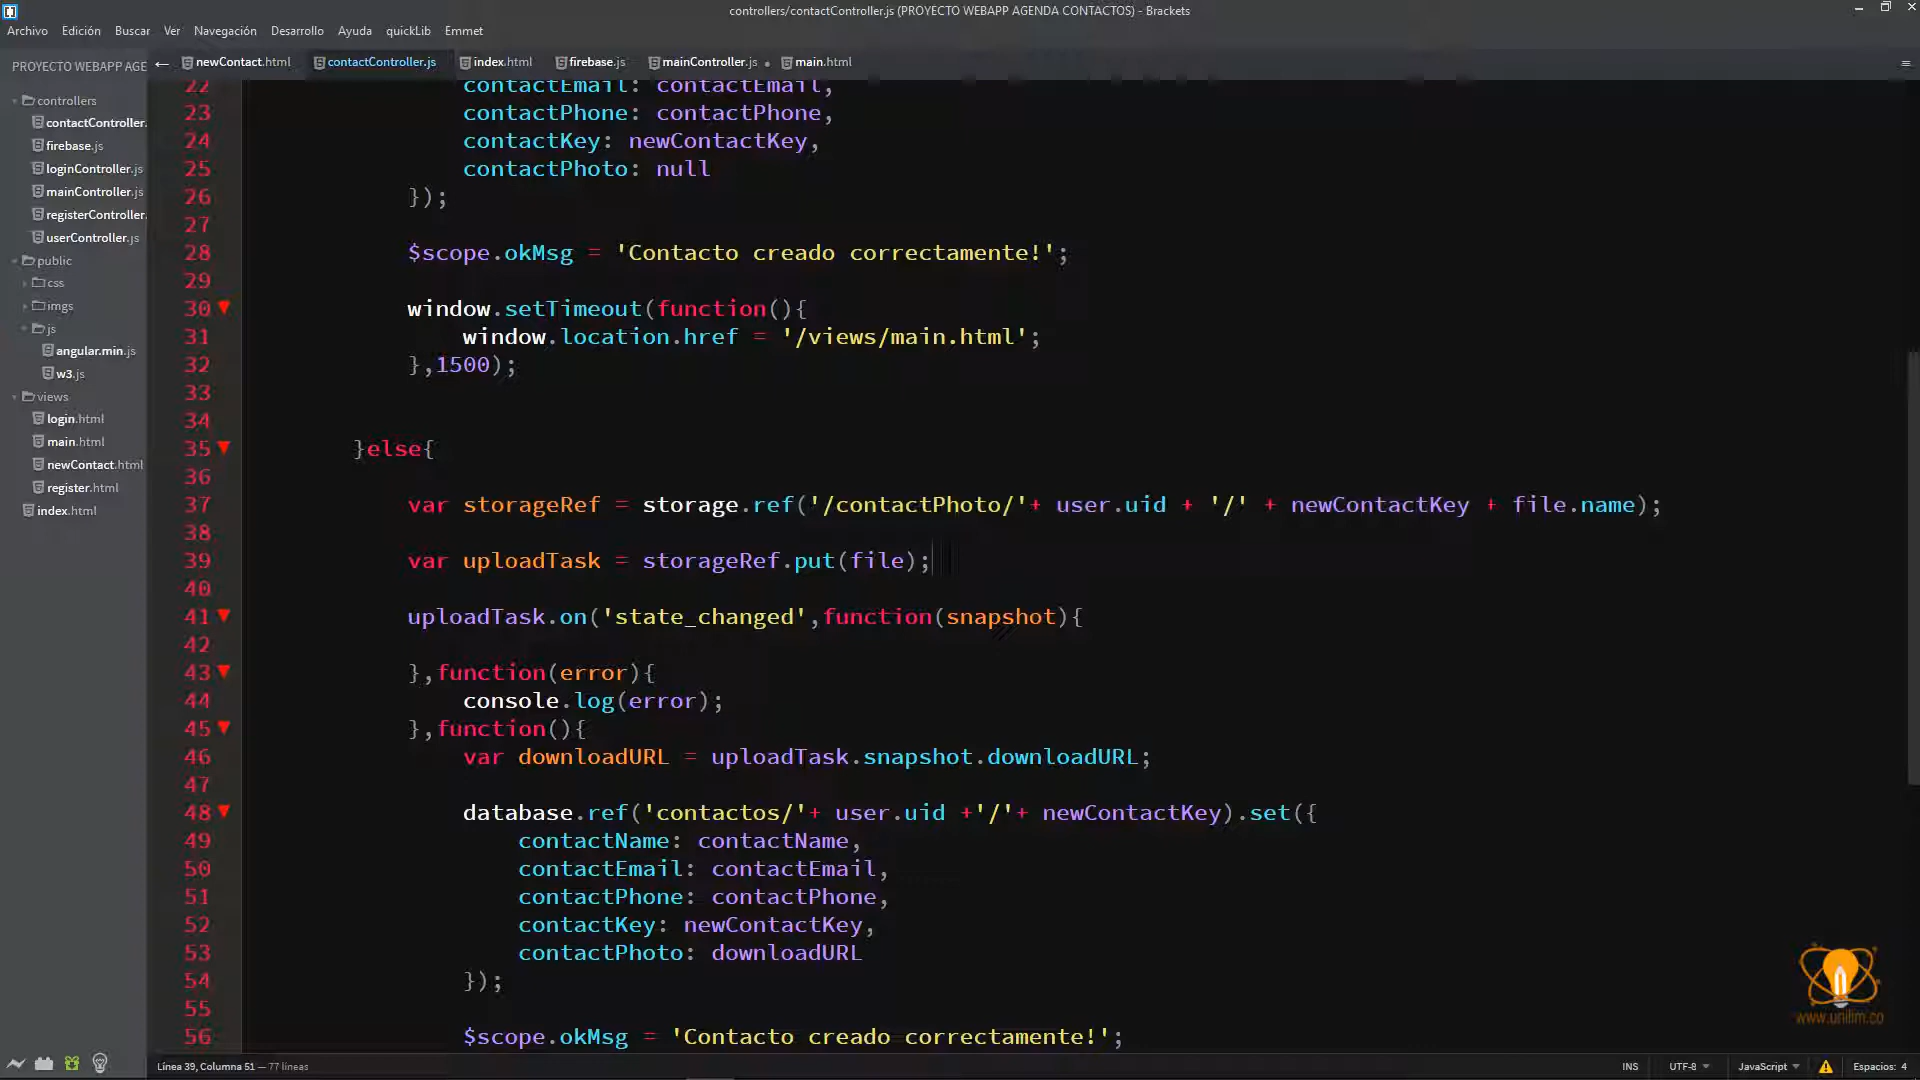 controllers/contactController.js (PROYECTO WEBAPP AGENDA CONTACTOS) - Brackets
Archivo Edición Buscar Ver Navegación Desarrollo Ayuda quickLib Emmet
PROYECTO WEBAPP AGE
newContact.html contactController.js index.html firebase.js mainController.js main.html
controllers
contactController.
firebase.js
loginController.js
mainController.js
registerController.
userController.js
public
css
imgs
js
angular.min.js
w3.js
views
login.html
main.html
newContact.html
register.html
index.html
22 contactEmail: contactEmail,
23 contactPhone: contactPhone,
24 contactKey: newContactKey,
25 contactPhoto: null
26 });
27
28 $scope.okMsg = 'Contacto creado correctamente!';
29
30 window.setTimeout(function(){
31 window.location.href = '/views/main.html';
32 },1500);
33
34
35 }else{
36
37 var storageRef = storage.ref('/contactPhoto/'+ user.uid + '/' + newContactKey + file.name);
38
39 var uploadTask = storageRef.put(file);
40
41 uploadTask.on('state_changed',function(snapshot){
42
43 },function(error){
44 console.log(error);
45 },function(){
46 var downloadURL = uploadTask.snapshot.downloadURL;
47
48 database.ref('contactos/'+ user.uid +'/'+ newContactKey).set({
49 contactName: contactName,
50 contactEmail: contactEmail,
51 contactPhone: contactPhone,
52 contactKey: newContactKey,
53 contactPhoto: downloadURL
54 });
55
56 $scope.okMsg = 'Contacto creado correctamente!';
www.unilim.co
Línea 39, Columna 51 — 77 líneas INS UTF-8 JavaScript Espacios: 4